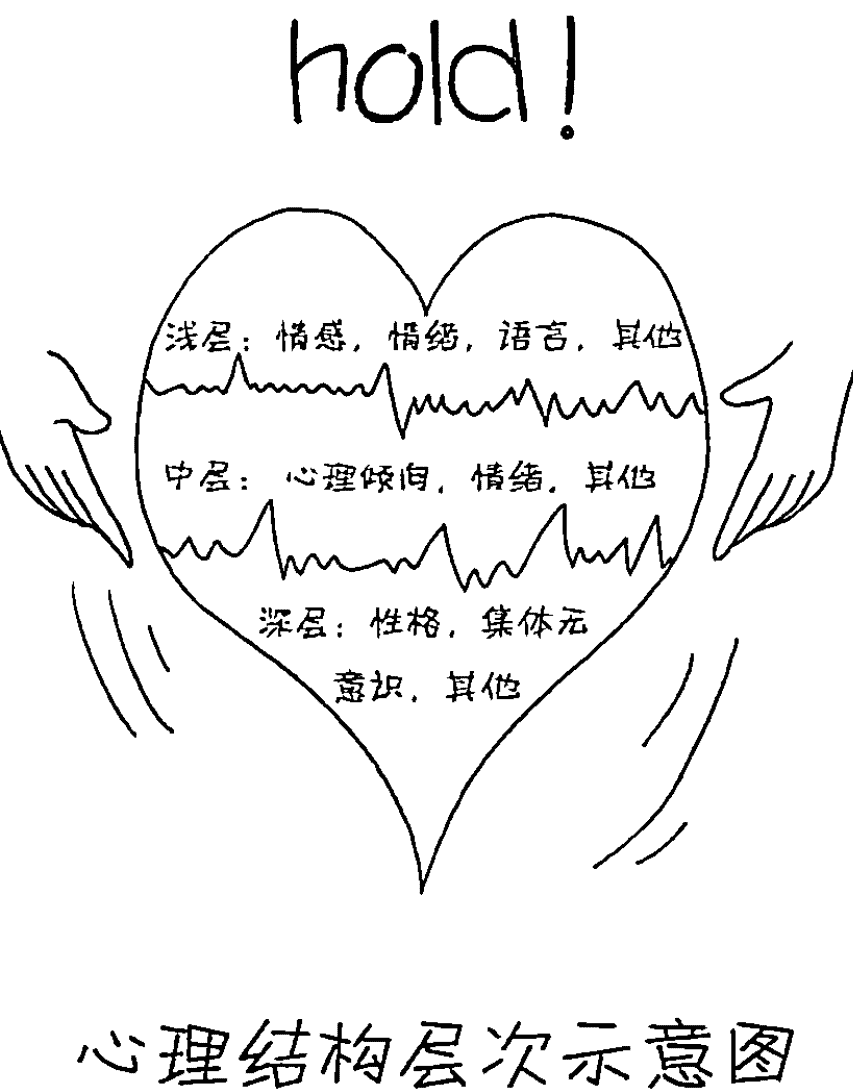 hold!
浅层：情感，情绪，语言，其他
中层：心理倾向，情绪，其他
深层：性格，集体无
意识，其他
心理结构层次示意图